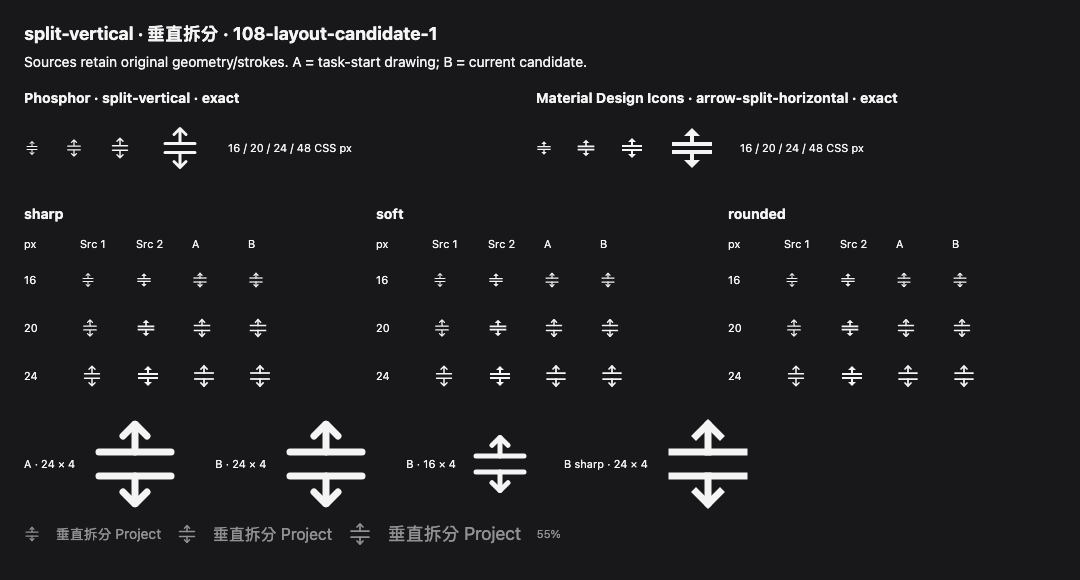 split-vertical · 垂直拆分 · 108-layout-candidate-1
Sources retain original geometry/strokes. A = task-start drawing; B = current candidate.
Phosphor · split-vertical · exact
Material Design Icons · arrow-split-horizontal · exact
16 / 20 / 24 / 48 CSS px
16 / 20 / 24 / 48 CSS px
sharp
soft
rounded
px Src 1 Src 2 A B
px Src 1 Src 2 A B
px Src 1 Src 2 A B
16
16
16
20
20
20
24
24
24
A · 24 × 4
B · 24 × 4
B · 16 × 4
B sharp · 24 × 4
垂直拆分 Project
垂直拆分 Project
垂直拆分 Project
55%